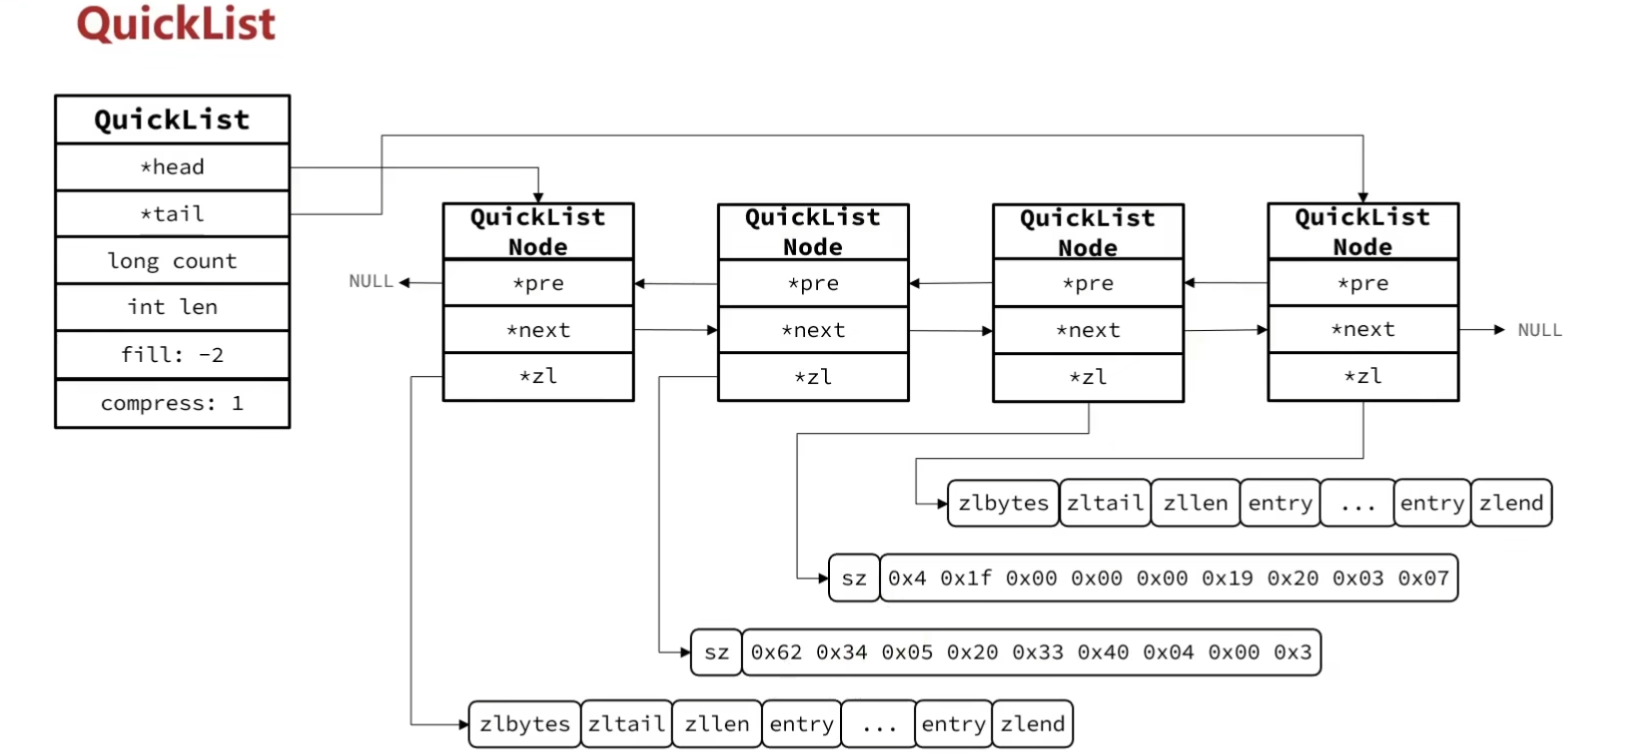 QuickList
QuickList
*head
*tail
long count
int len
fill: -2
compress: 1
QuickList
Node
*pre
*next
*zl
QuickList
Node
*pre
*next
*zl
QuickList
Node
*pre
*next
*zl
QuickList
Node
*pre
*next
*zl
NULL
NULL
zlbytes zltail zllen entry ... entry zlend
sz 0x4 0x1f 0x00 0x00 0x00 0x19 0x20 0x03 0x07
sz 0x62 0x34 0x05 0x20 0x33 0x40 0x04 0x00 0x3
zlbytes zltail zllen entry ... entry zlend